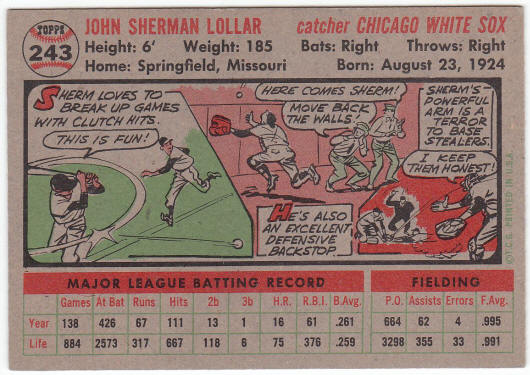 TOPPS
243
JOHN SHERMAN LOLLAR
catcher CHICAGO WHITE SOX
Height: 6' Weight: 185 Bats: Right Throws: Right
Home: Springfield, Missouri Born: August 23, 1924
SHERM LOVES TO
BREAK UP GAMES
WITH CLUTCH HITS.
THIS IS FUN!
HERE COMES SHERM!
MOVE BACK
THE WALLS!
HE'S ALSO
AN EXCELLENT
DEFENSIVE
BACKSTOP.
SHERM'S
POWERFUL
ARM IS A
TERROR TO
BASE
STEALERS.
I KEEP
THEM HONEST!
©T.C.G. PRINTED IN U.S.A.
MAJOR LEAGUE BATTING RECORD FIELDING
Games At Bat Runs Hits 2b 3b H.R. R.B.I. B.Avg. P.O. Assists Errors F.Avg.
Year 138 426 67 111 13 1 16 61 .261 664 62 4 .995
Life 884 2573 317 667 118 6 75 376 .259 3298 355 33 .991